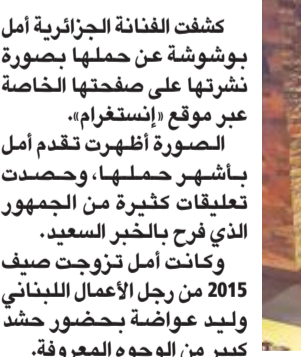 كشفت الفنانة الجزائرية أمل
بوشوشة عن حملها بصورة
نشرتها على صفحتها الخاصة
عبر موقع «إنستغرام».
الصورة أظهرت تقدم أمل
بأشهر حملها، وحصدت
تعليقات كثيرة من الجمهور
الذي فرح بالخبر السعيد.
وكانت أمل تزوجت صيف
2015 من رجل الأعمال اللبناني
وليد عواضة بحضور حشد
كبير من الوجوه المعروفة.